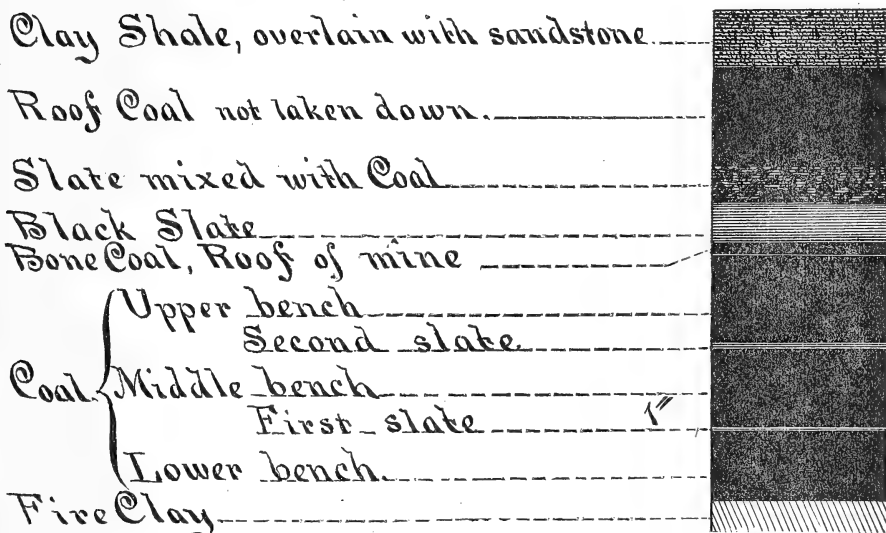 Clay Shale, overlain with sandstone
Roof Coal not taken down.
Slate mixed with Coal
Black Slate
Bone Coal, Roof of mine
Upper bench
Second slate
Coal. Middle bench
First slate 1"
Lower bench.
Fire Clay